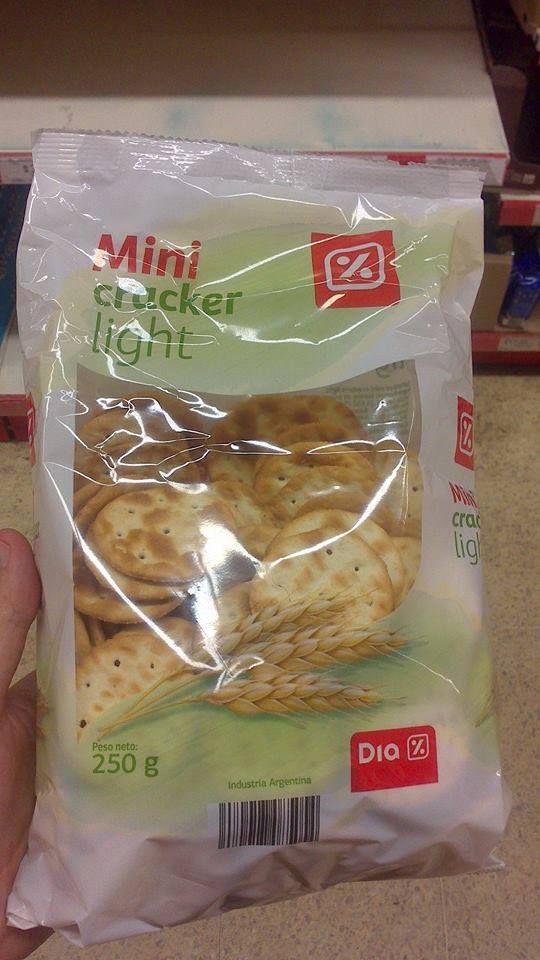 Mini
cracker
light
Mini
crac
ligh
Peso neto:
250 g
Dia %
Industria Argentina